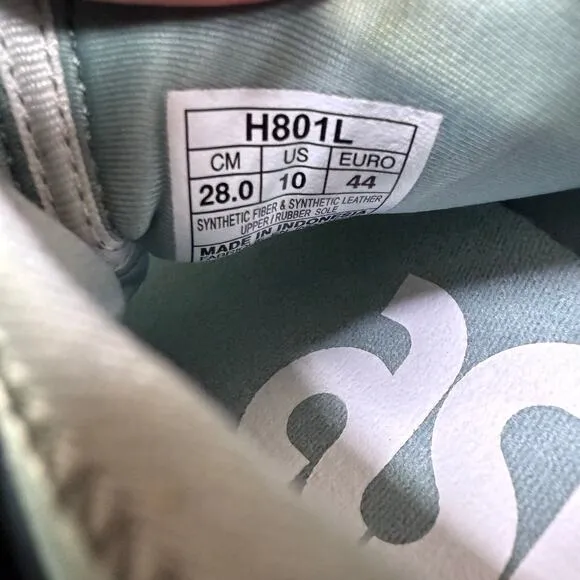 H801L
CM US EURO
28.0 10 44
SYNTHETIC FIBER & SYNTHETIC LEATHER
UPPER / RUBBER SOLE
MADE IN INDONESIA